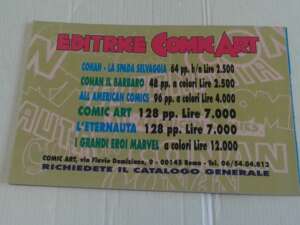 EDITRICE COMIC ART
CONAN - LA SPADA SELVAGGIA 64 pp. b/n Lire 2.500
CONAN IL BARBARO 48 pp. a colori Lire 2.500
ALL AMERICAN COMICS 96 pp. a colori Lire 4.000
COMIC ART 128 pp. Lire 7.000
L'ETERNAUTA 128 pp. Lire 7.000
I GRANDI EROI MARVEL a colori Lire 12.000
COMIC ART, via Flavio Domiziano, 9 - 00145 Roma - Tel. 06/54.04.813
RICHIEDETE IL CATALOGO GENERALE